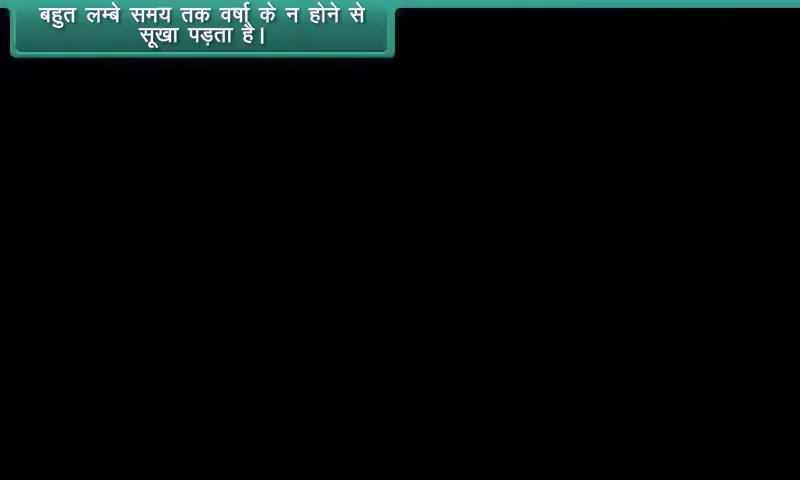 बहुत लम्बे समय तक वर्षा के न होने से
सूखा पड़ता है।